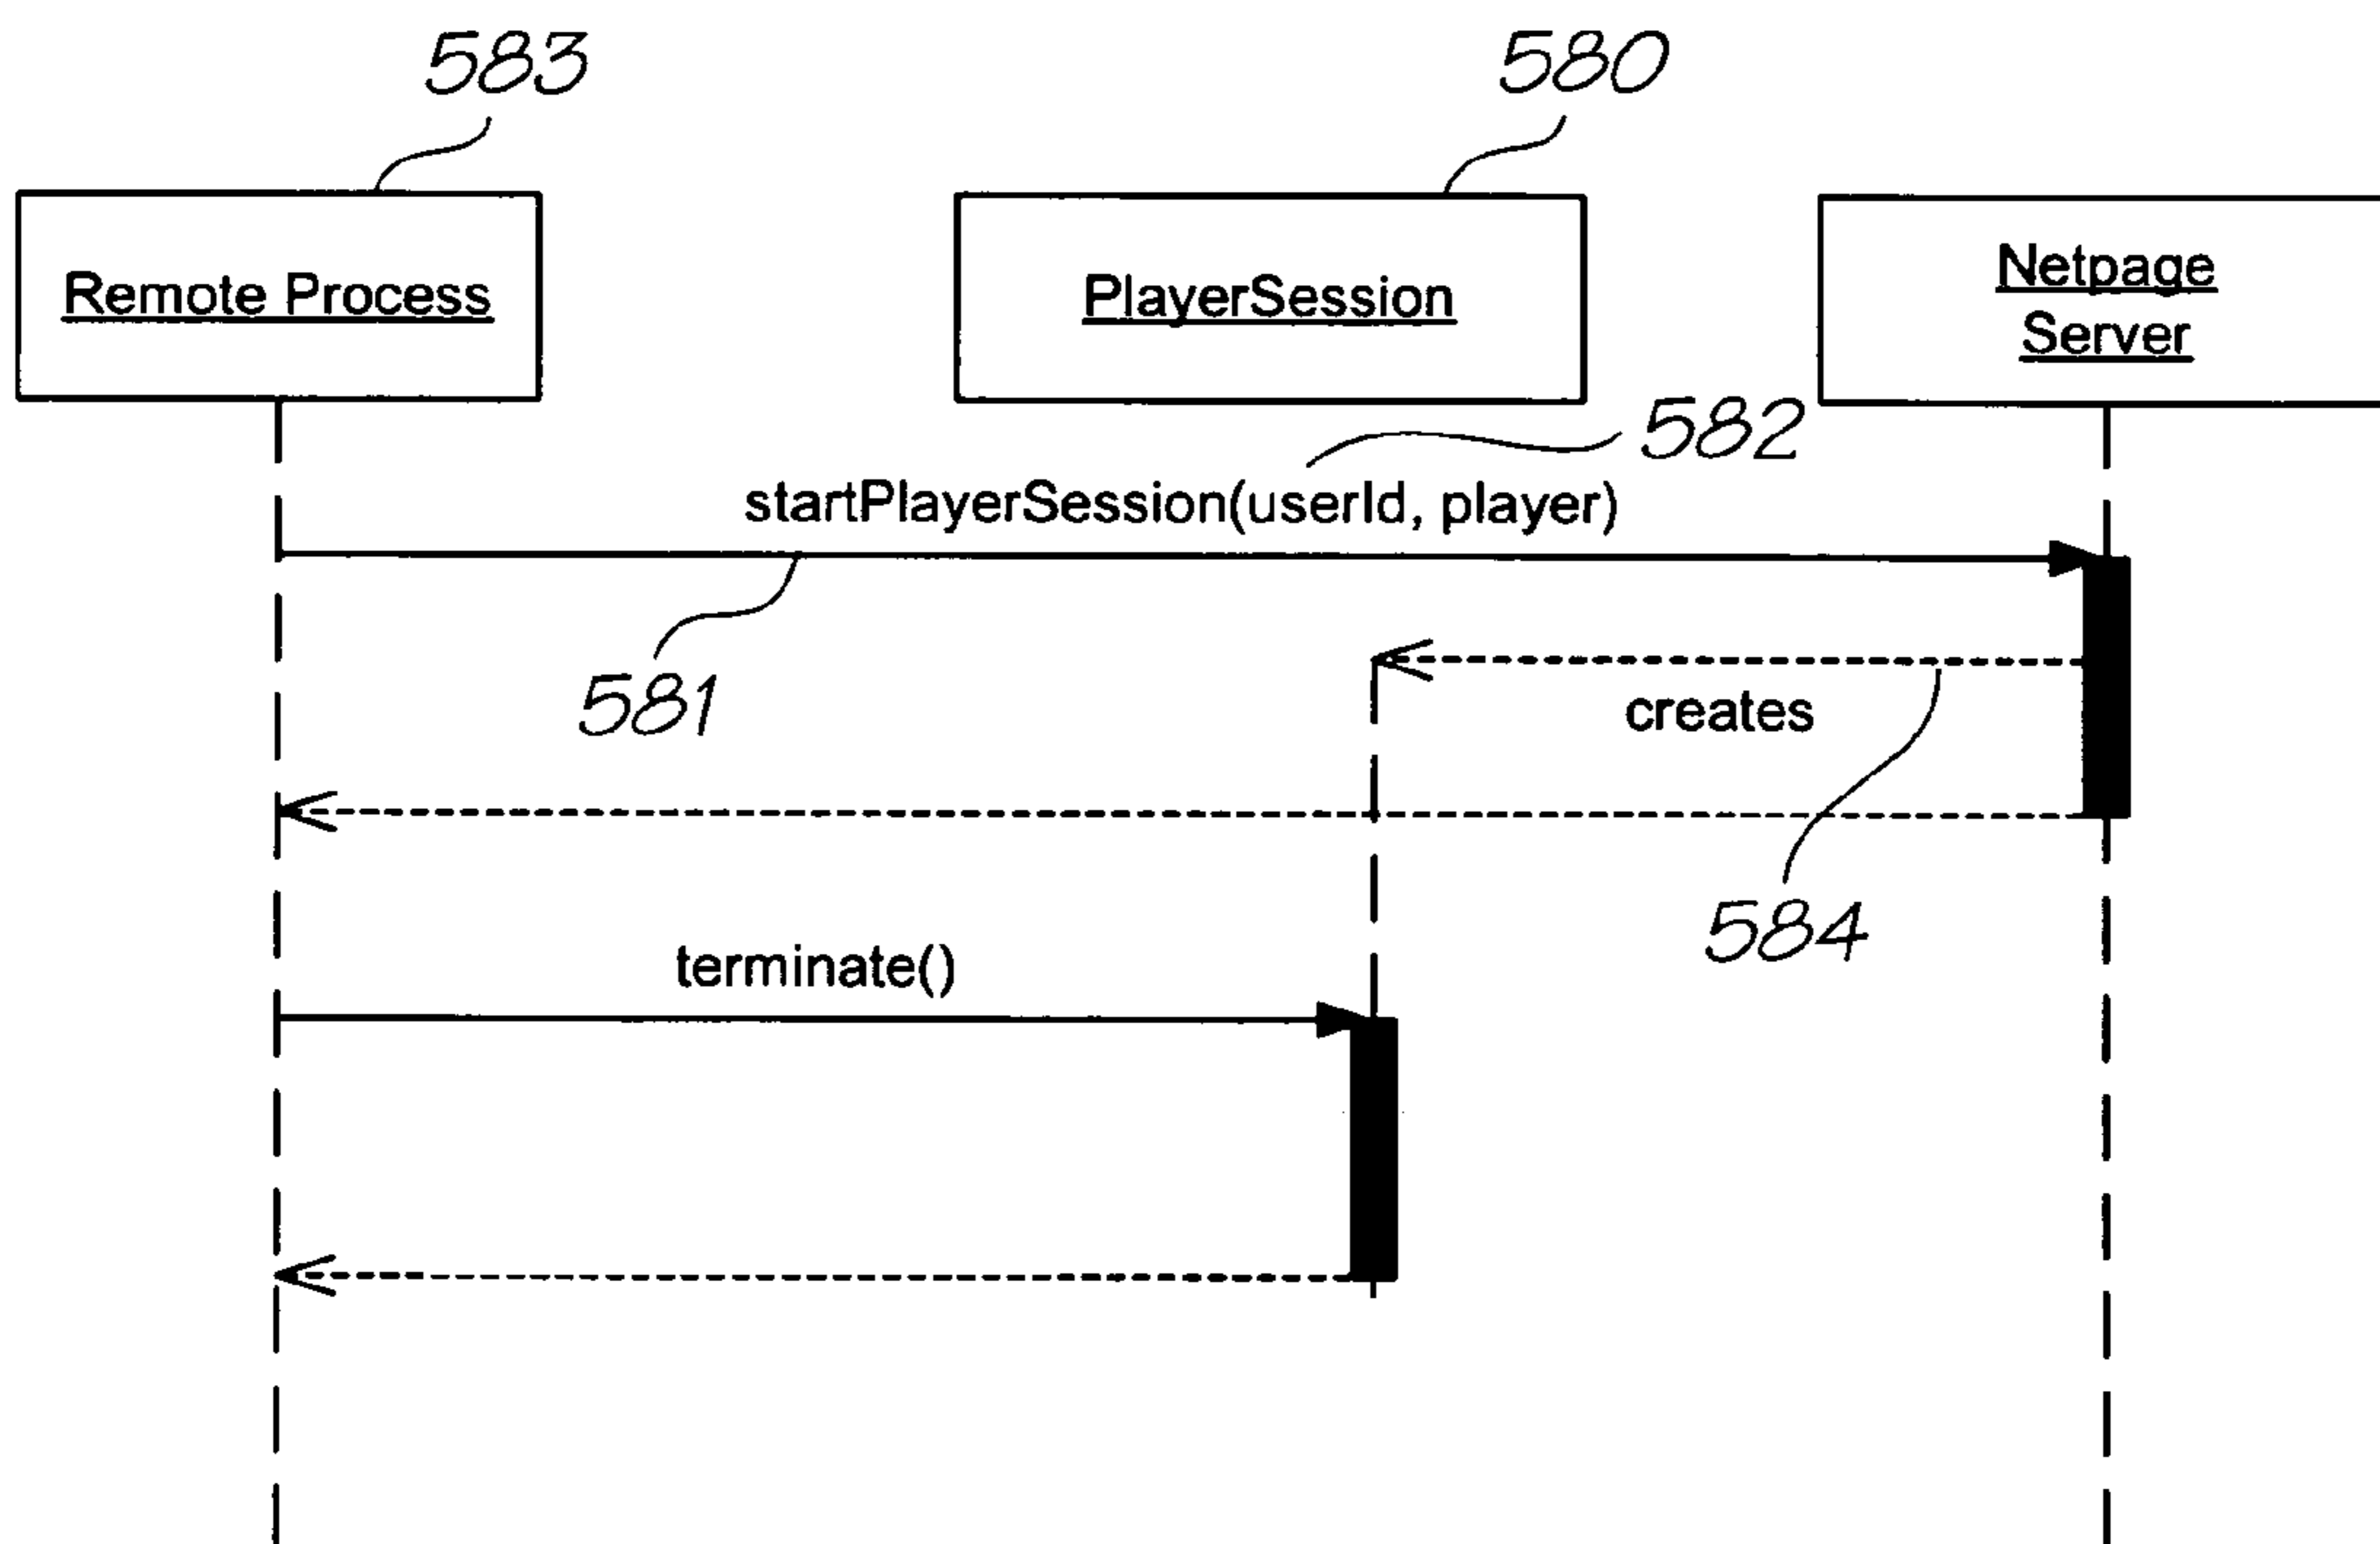 583
580
Remote Process
PlayerSession
Netpage
Server
582
startPlayerSession(userId, player)
581
creates
584
terminate()